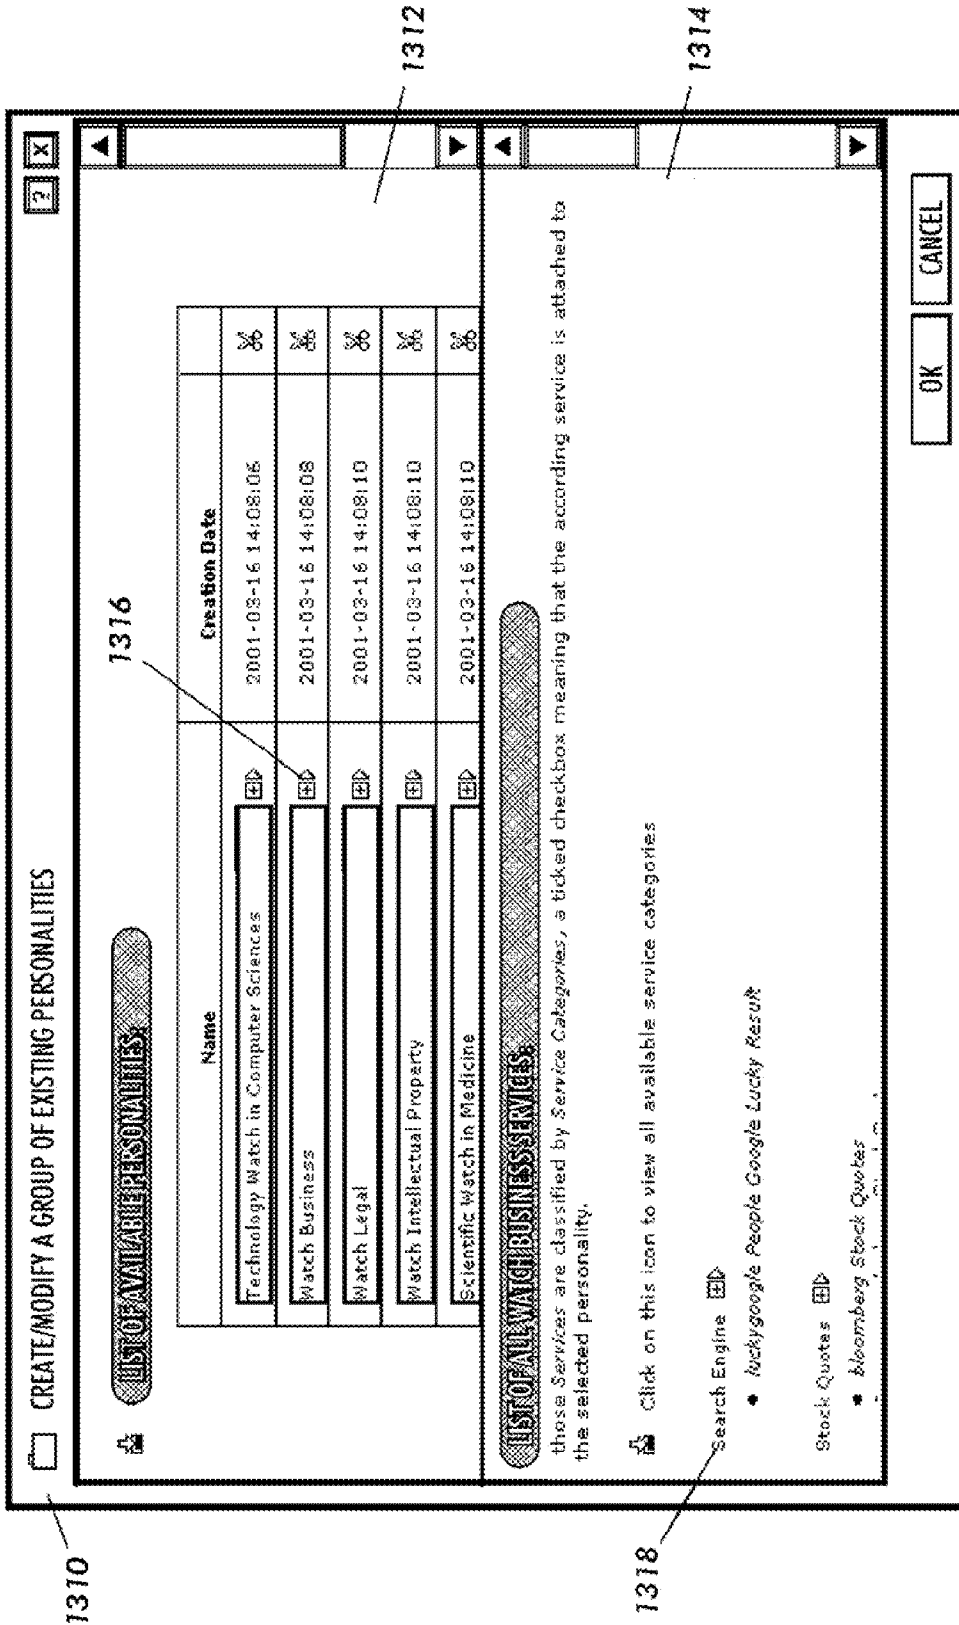 1310
CREATE/MODIFY A GROUP OF EXISTING PERSONALITIES
? X
LIST OF AVAILABLE PERSONALITIES:
1316
1312
Name Creation Date
Technology Watch in Computer Sciences 2001-03-16 14:08:06
Watch Business 2001-03-16 14:08:08
Watch Legal 2001-03-16 14:08:10
Watch Intellectual Property 2001-03-16 14:08:10
Scientific Watch in Medicine 2001-03-16 14:08:10
LIST OF ALL WATCH BUSINESS SERVICES:
those Services are classified by Service Categories, a ticked checkbox meaning that the according service is attached to
the selected personality.
Click on this icon to view all available service categories
1314
1318
Search Engine
• luckygoogle People Google Lucky Result
Stock Quotes
• bloomberg Stock Quotes
OK CANCEL